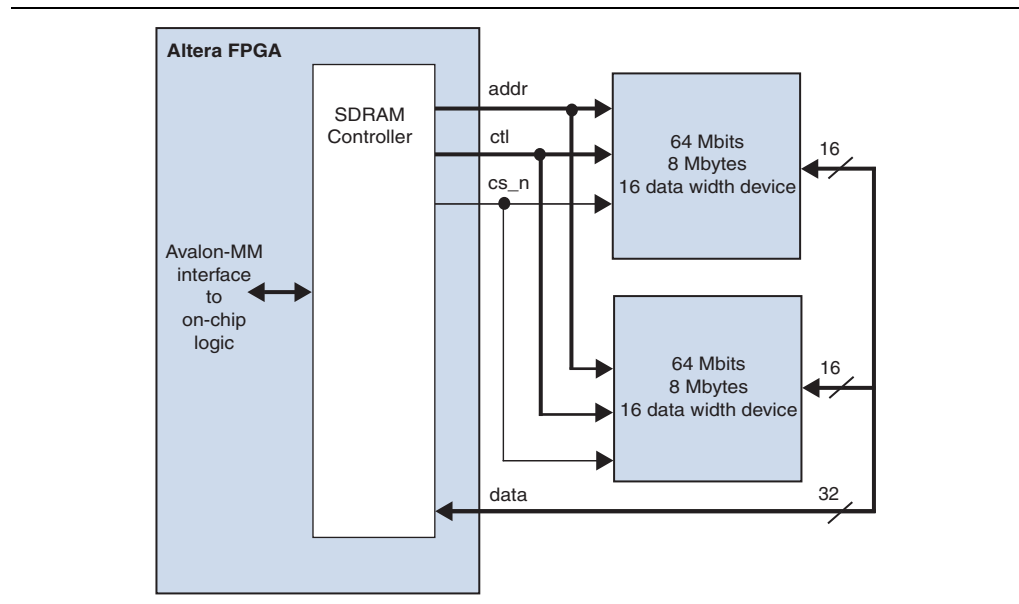 Altera FPGA
SDRAM
Controller
addr
ctl
cs_n
64 Mbits
8 Mbytes
16 data width device
16
Avalon-MM
interface
to
on-chip
logic
64 Mbits
8 Mbytes
16 data width device
16
data
32